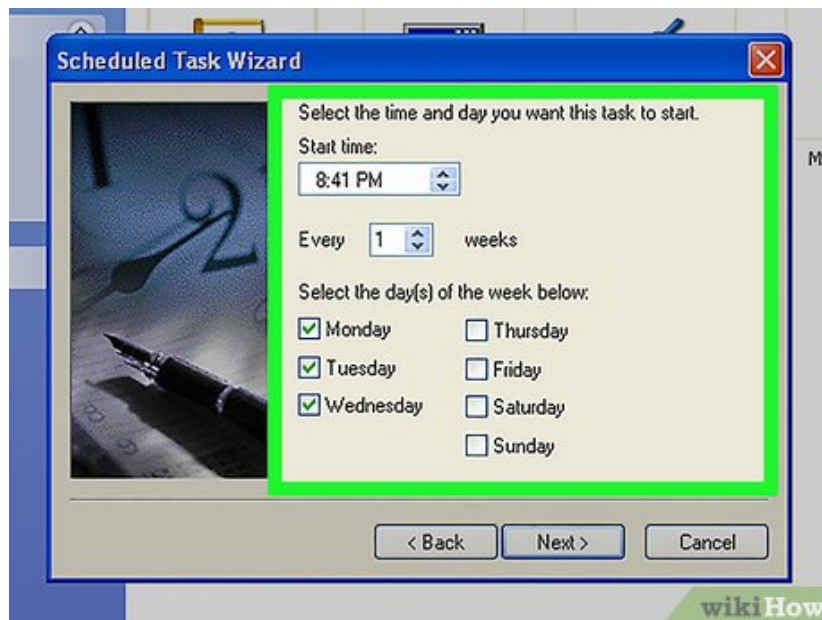 Scheduled Task Wizard
Select the time and day you want this task to start.
Start time:
8:41 PM
Every 1 weeks
Select the day(s) of the week below:
Monday Thursday
Tuesday Friday
Wednesday Saturday
Sunday
< Back Next > Cancel
M
wikiHow